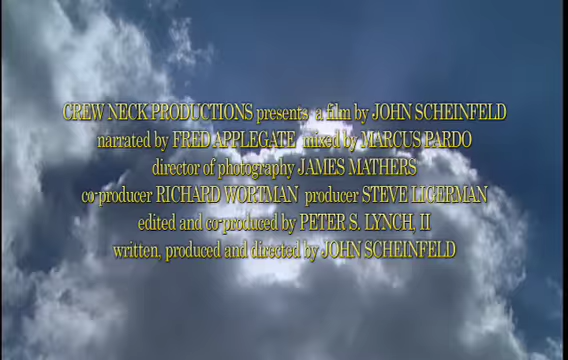 CREW NECK PRODUCTIONS presents a film by JOHN SCHEINFELD
narrated by FRED APPLEGATE mixed by MARCUS PARDO
director of photography JAMES MATHERS
co-producer RICHARD WORTMAN producer STEVE LIGERMAN
edited and co-produced by PETER S. LYNCH, II
written, produced and directed by JOHN SCHEINFELD